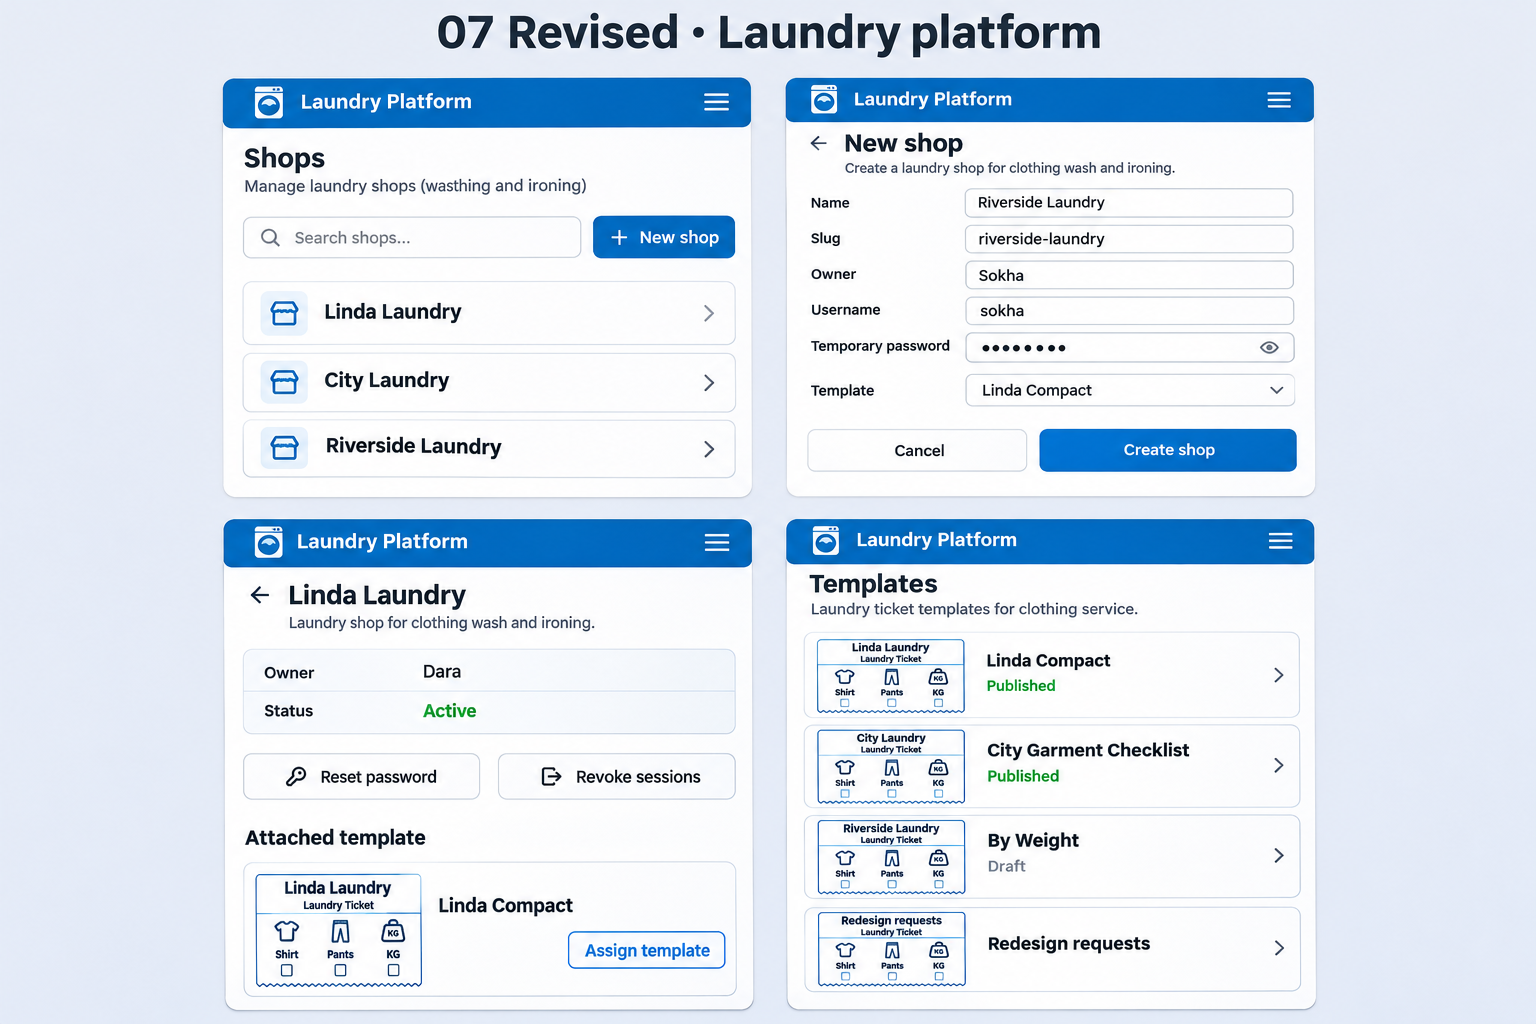 07 Revised • Laundry platform
Laundry Platform
Shops
Manage laundry shops (wasthing and ironing)
Search shops...
+ New shop
Linda Laundry
City Laundry
Riverside Laundry
Laundry Platform
New shop
Create a laundry shop for clothing wash and ironing.
Name
Riverside Laundry
Slug
riverside-laundry
Owner
Sokha
Username
sokha
Temporary password
••••••••
Template
Linda Compact
Cancel
Create shop
Laundry Platform
Linda Laundry
Laundry shop for clothing wash and ironing.
Owner
Dara
Status
Active
Reset password
Revoke sessions
Attached template
Linda Laundry
Laundry Ticket
KG
Shirt
Pants
KG
Linda Compact
Assign template
Laundry Platform
Templates
Laundry ticket templates for clothing service.
Linda Laundry
Laundry Ticket
KG
Shirt
Pants
KG
Linda Compact
Published
City Laundry
Laundry Ticket
KG
Shirt
Pants
KG
City Garment Checklist
Published
Riverside Laundry
Laundry Ticket
KG
Shirt
Pants
KG
By Weight
Draft
Redesign requests
Laundry Ticket
KG
Shirt
Pants
KG
Redesign requests